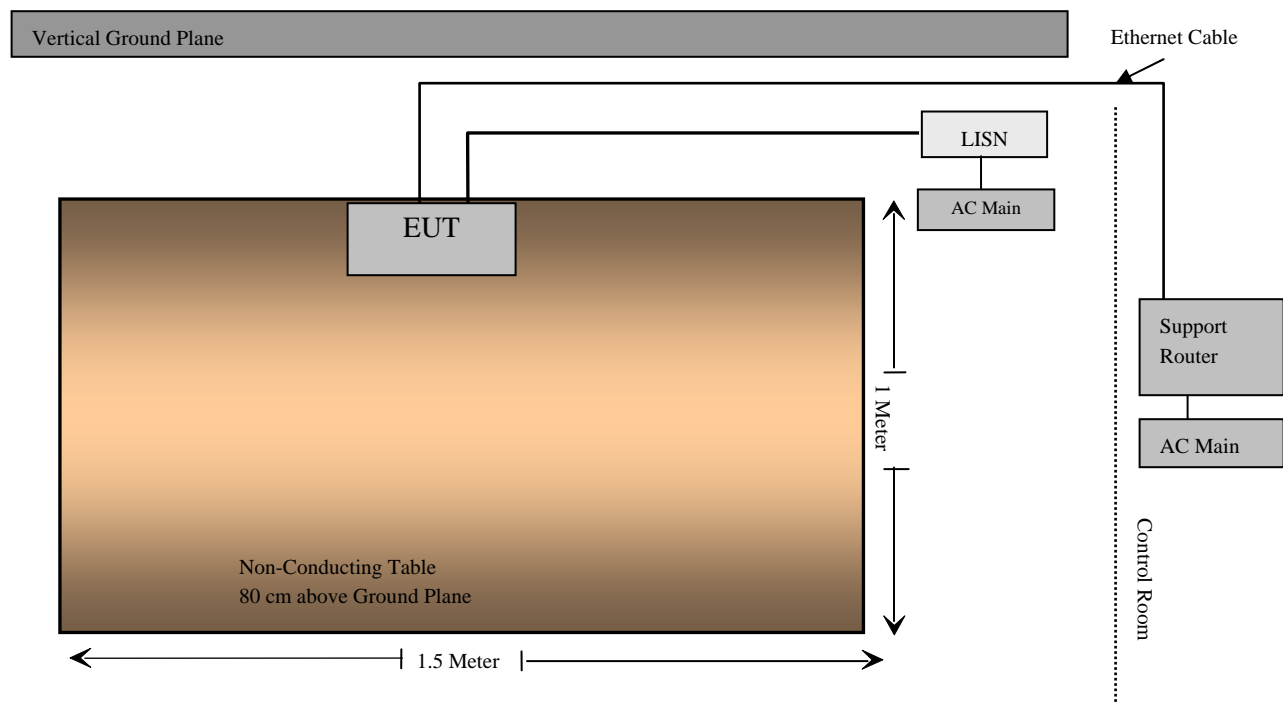 Vertical Ground Plane
Ethernet Cable
LISN
AC Main
EUT
Support
Router
1 Meter
AC Main
Control Room
Non-Conducting Table
80 cm above Ground Plane
1.5 Meter